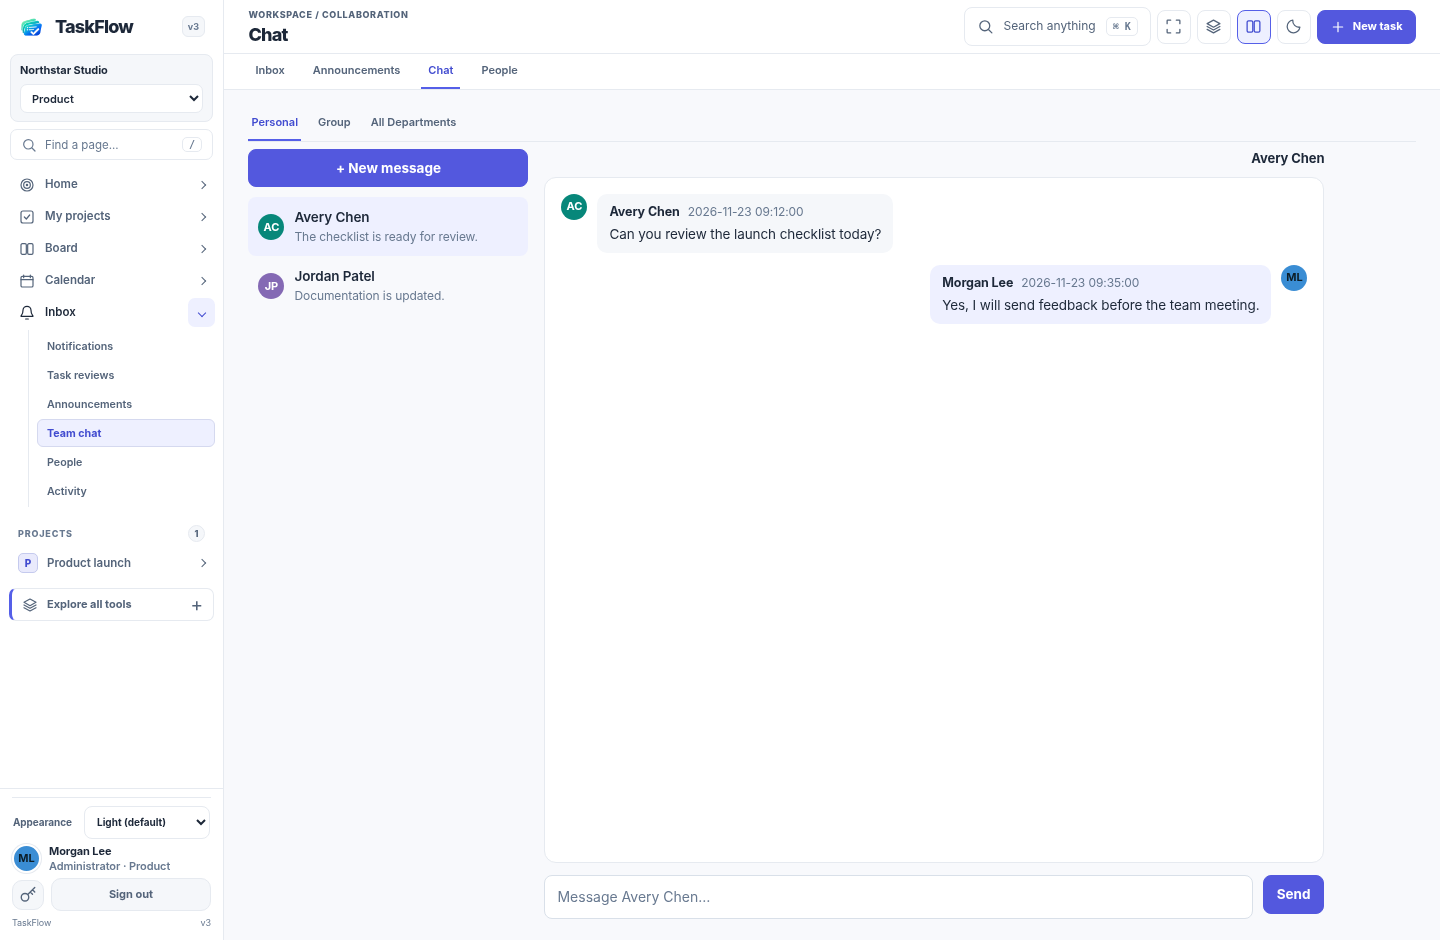 TaskFlow
v3
Northstar Studio
Product
Find a page...
/
Home
My projects
Board
Calendar
Inbox
Notifications
Task reviews
Announcements
Team chat
People
Activity
PROJECTS
1
P
Product launch
Explore all tools
+
Appearance
Light (default)
ML
Morgan Lee
Administrator · Product
Sign out
TaskFlow
v3
WORKSPACE / COLLABORATION
Chat
Search anything
⌘ K
New task
Inbox
Announcements
Chat
People
Personal
Group
All Departments
+ New message
AC
Avery Chen
The checklist is ready for review.
JP
Jordan Patel
Documentation is updated.
Avery Chen
AC
Avery Chen 2026-11-23 09:12:00
Can you review the launch checklist today?
Morgan Lee 2026-11-23 09:35:00
ML
Yes, I will send feedback before the team meeting.
Message Avery Chen...
Send